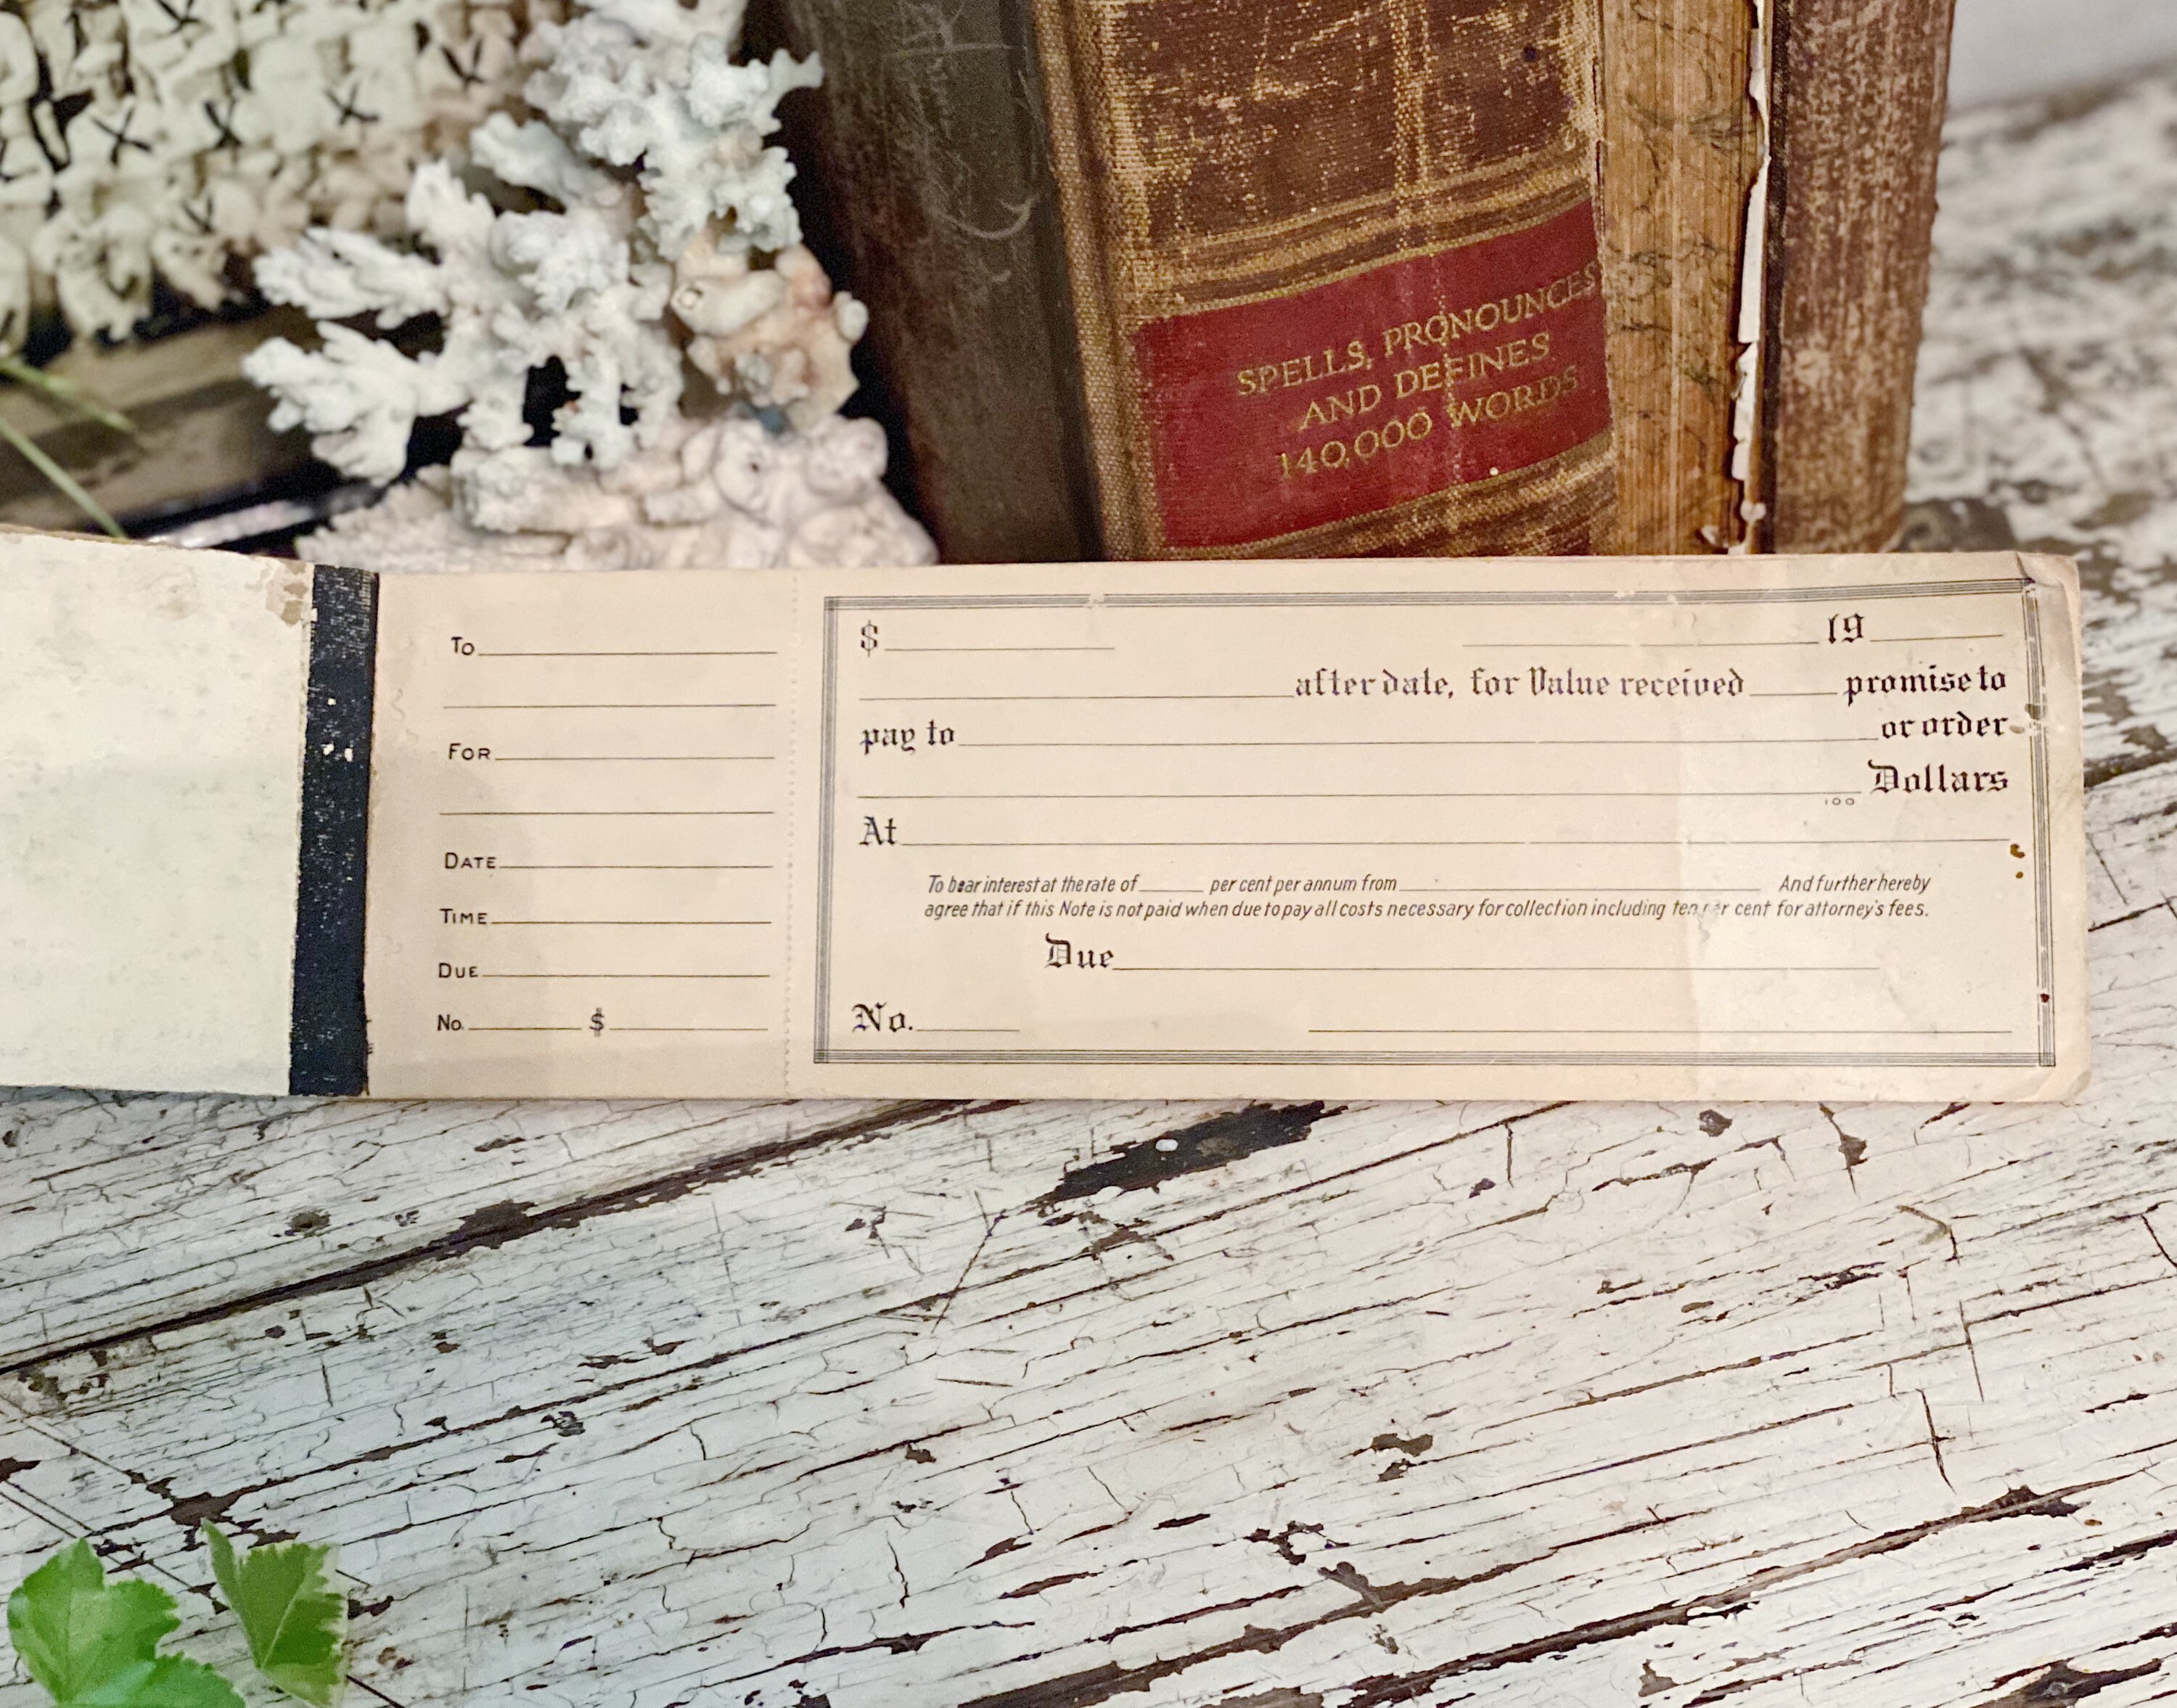 SPELLS, PRONOUNCES
AND DEFINES
140,000 WORDS
To
FOR
DATE
TIME
DUE
No. $
$ 19
after date, for Value received promise to
pay to or order
100 Dollars
At
To bear interest at the rate of per cent per annum from And further hereby
agree that if this Note is not paid when due to pay all costs necessary for collection including ten per cent for attorney's fees.
Due
No.